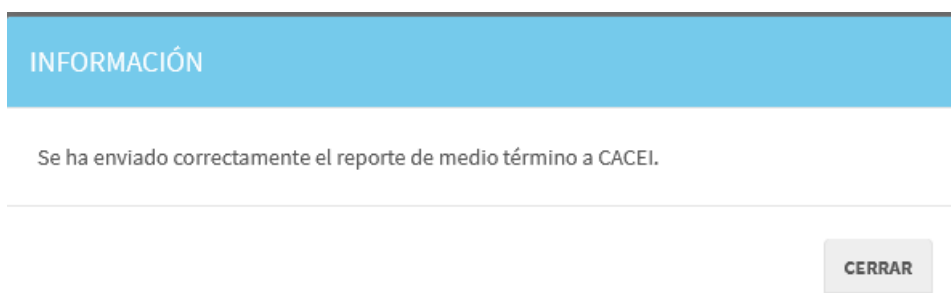 INFORMACIÓN
Se ha enviado correctamente el reporte de medio término a CACEI.
CERRAR